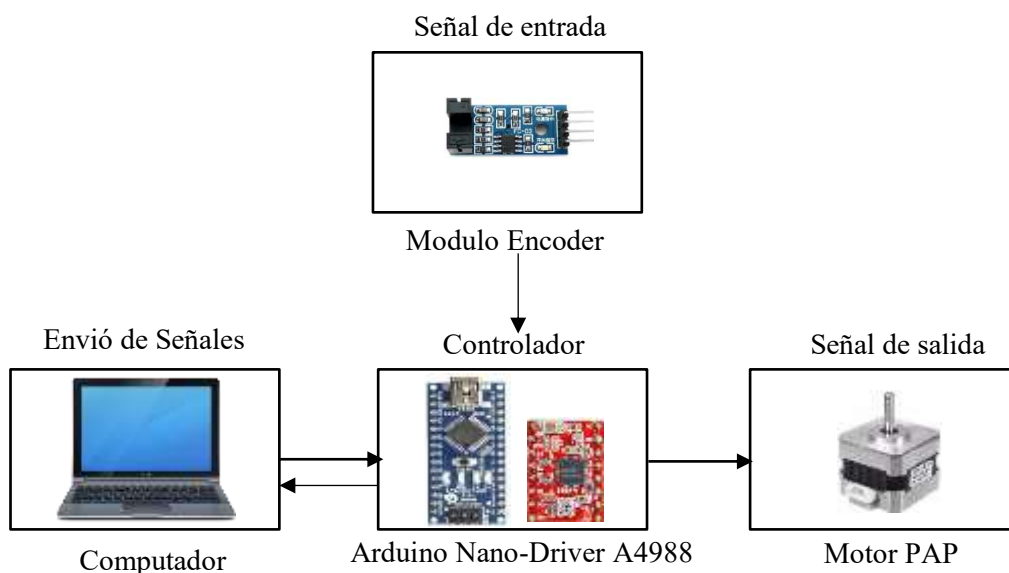 Señal de entrada
Modulo Encoder
Envió de Señales
Controlador
Señal de salida
Computador
Arduino Nano-Driver A4988
Motor PAP